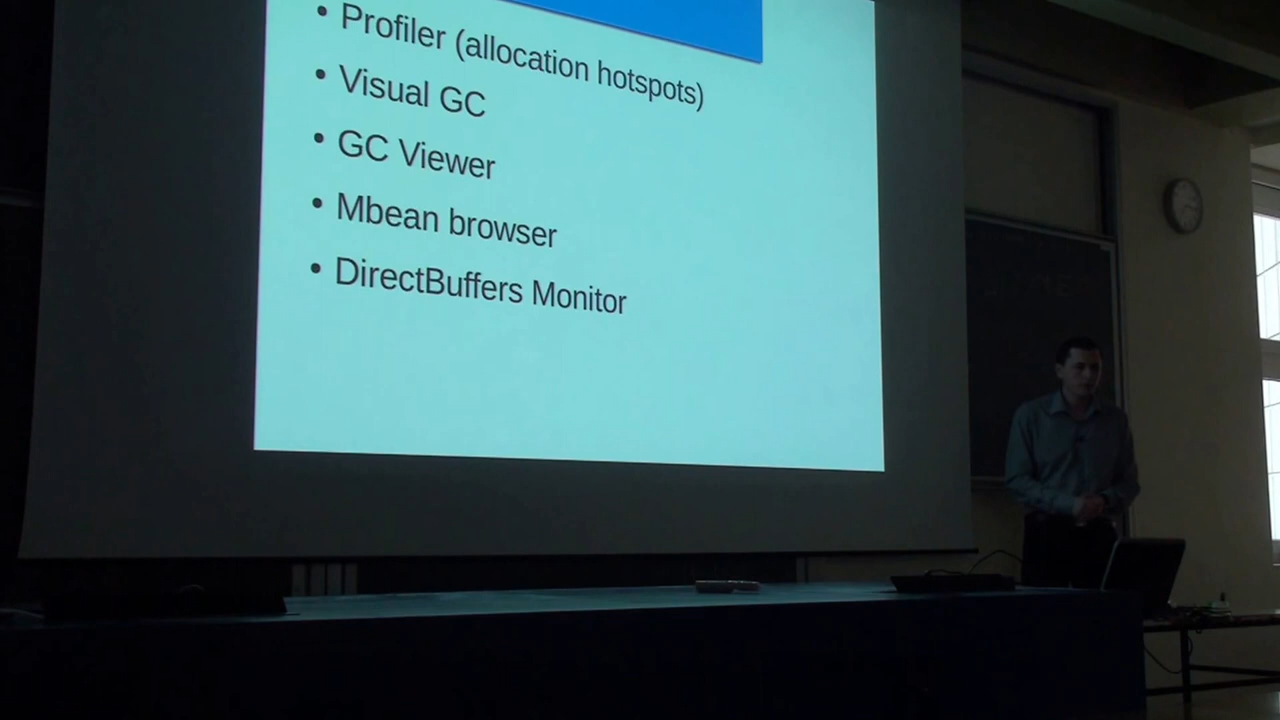 • Profiler (allocation hotspots)
• Visual GC
• GC Viewer
• Mbean browser
• DirectBuffers Monitor